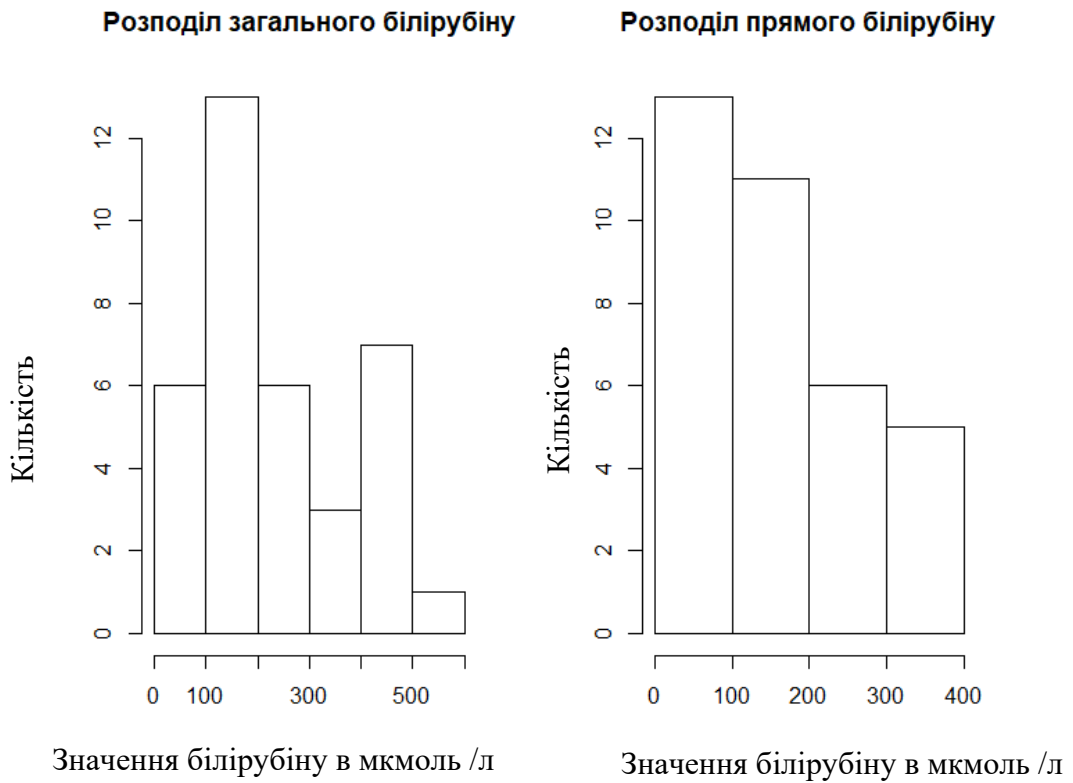 Розподіл загального білірубіну
Кількість
0 2 4 6 8 10 12
0 100 300 500
Значення білірубіну в мкмоль /л
Розподіл прямого білірубіну
Кількість
0 2 4 6 8 10 12
0 100 200 300 400
Значення білірубіну в мкмоль /л